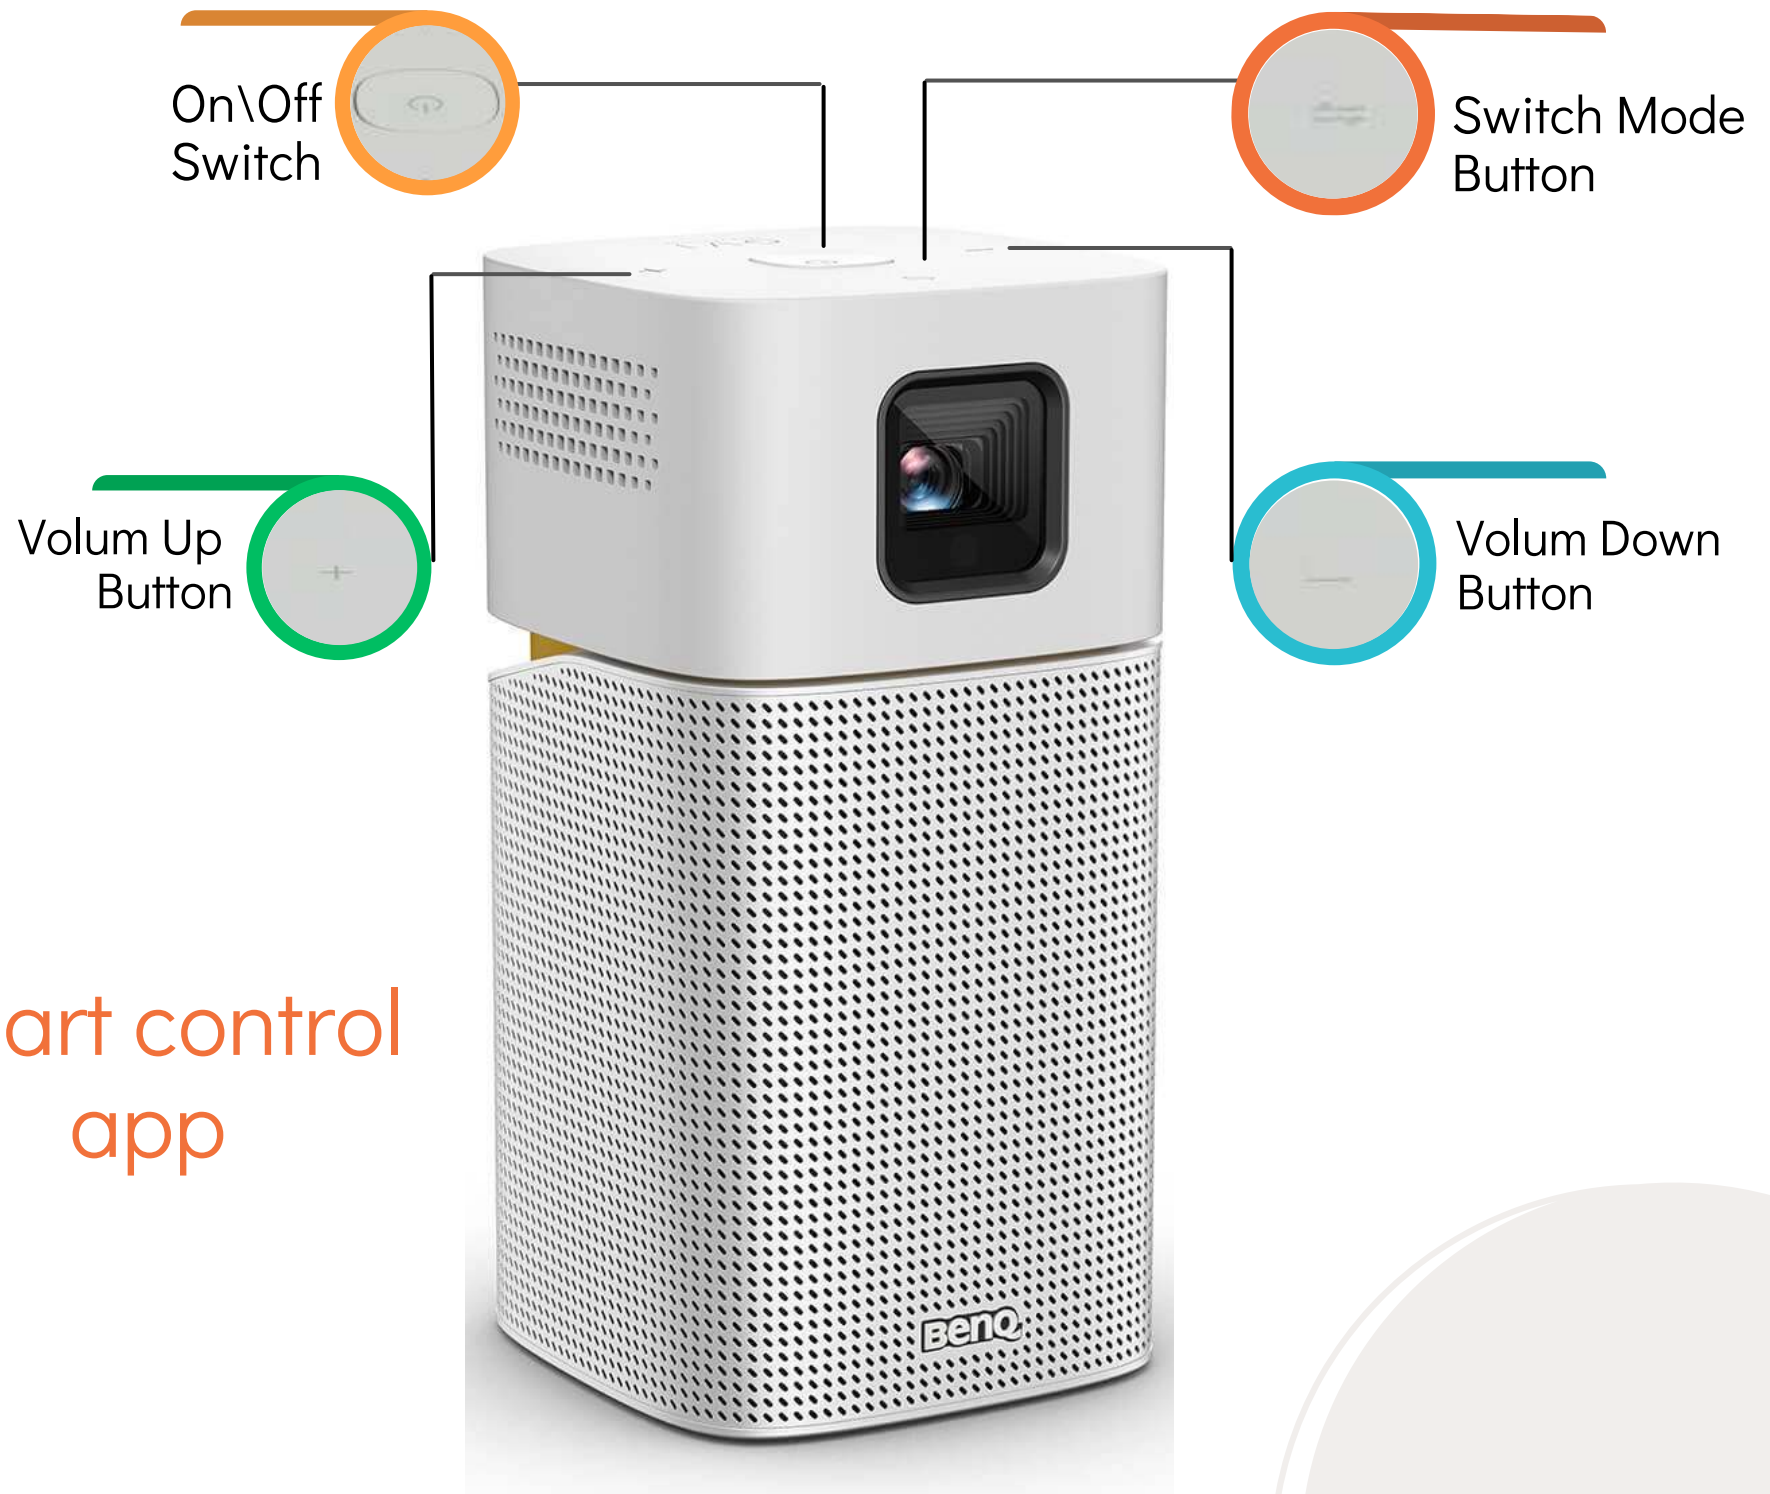 On\Off
Switch
Switch Mode
Button
Volum Up
Button
Volum Down
Button
art control
app
BenQ